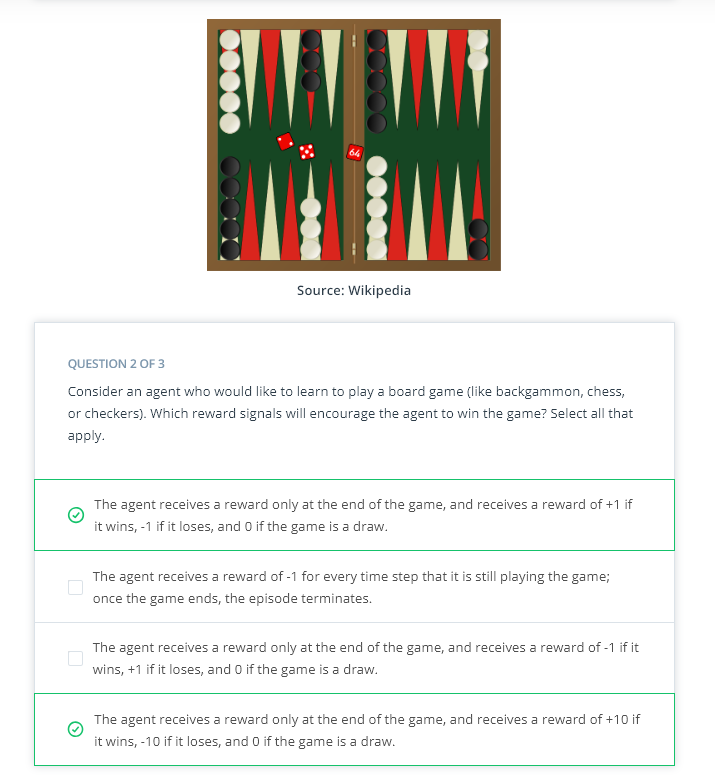 64
Source: Wikipedia
QUESTION 2 OF 3
Consider an agent who would like to learn to play a board game (like backgammon, chess,
or checkers). Which reward signals will encourage the agent to win the game? Select all that
apply.
The agent receives a reward only at the end of the game, and receives a reward of +1 if
it wins, -1 if it loses, and 0 if the game is a draw.
The agent receives a reward of -1 for every time step that it is still playing the game;
once the game ends, the episode terminates.
The agent receives a reward only at the end of the game, and receives a reward of -1 if it
wins, +1 if it loses, and 0 if the game is a draw.
The agent receives a reward only at the end of the game, and receives a reward of +10 if
it wins, -10 if it loses, and 0 if the game is a draw.